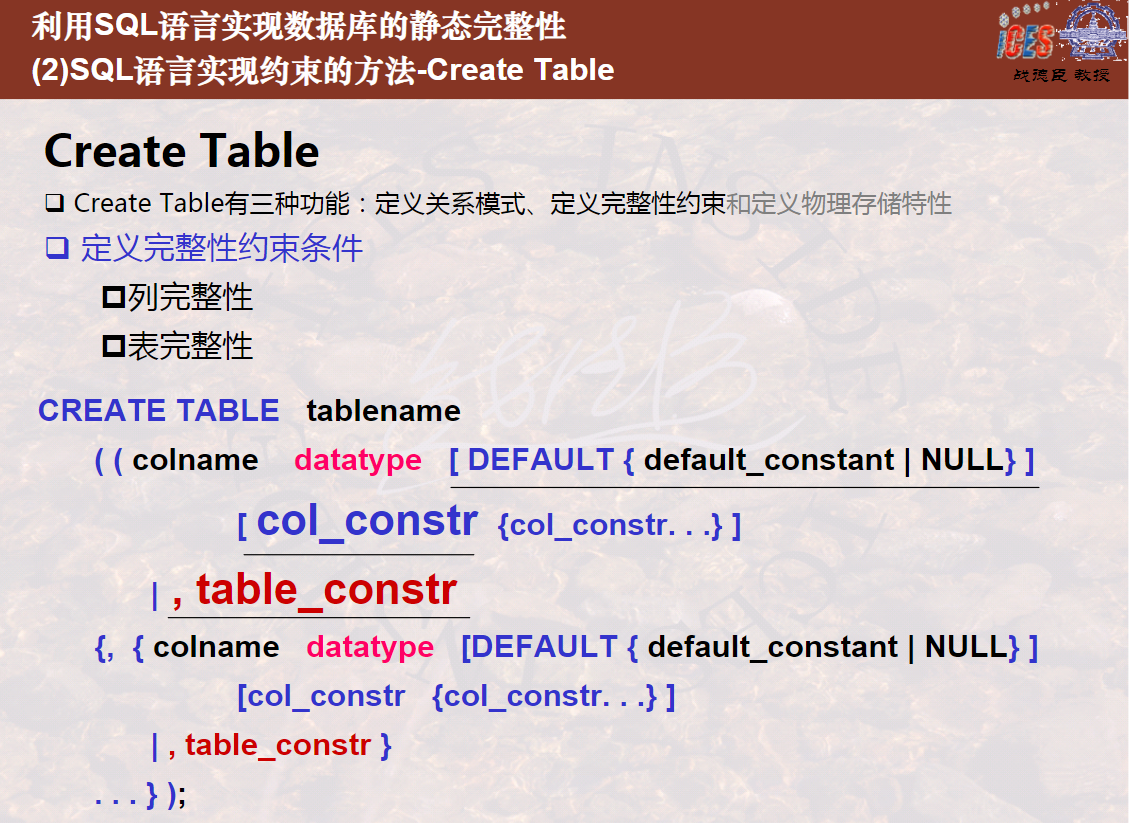 利用SQL语言实现数据库的静态完整性
(2)SQL语言实现约束的方法-Create Table
iCES
战德臣 教授
Create Table
❑ Create Table有三种功能：定义关系模式、定义完整性约束和定义物理存储特性
❑ 定义完整性约束条件
列完整性
表完整性
CREATE TABLE tablename
( ( colname datatype [ DEFAULT { default_constant | NULL} ]
[ col_constr {col_constr. . .} ]
| , table_constr
{, { colname datatype [DEFAULT { default_constant | NULL} ]
[col_constr {col_constr. . .} ]
| , table_constr }
. . . } );